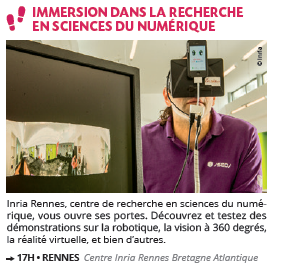 IMMERSION DANS LA RECHERCHE
EN SCIENCES DU NUMÉRIQUE
©Inria
Inria Rennes, centre de recherche en sciences du numé-
rique, vous ouvre ses portes. Découvrez et testez des
démonstrations sur la robotique, la vision à 360 degrés,
la réalité virtuelle, et bien d'autres.
17H • RENNES Centre Inria Rennes Bretagne Atlantique